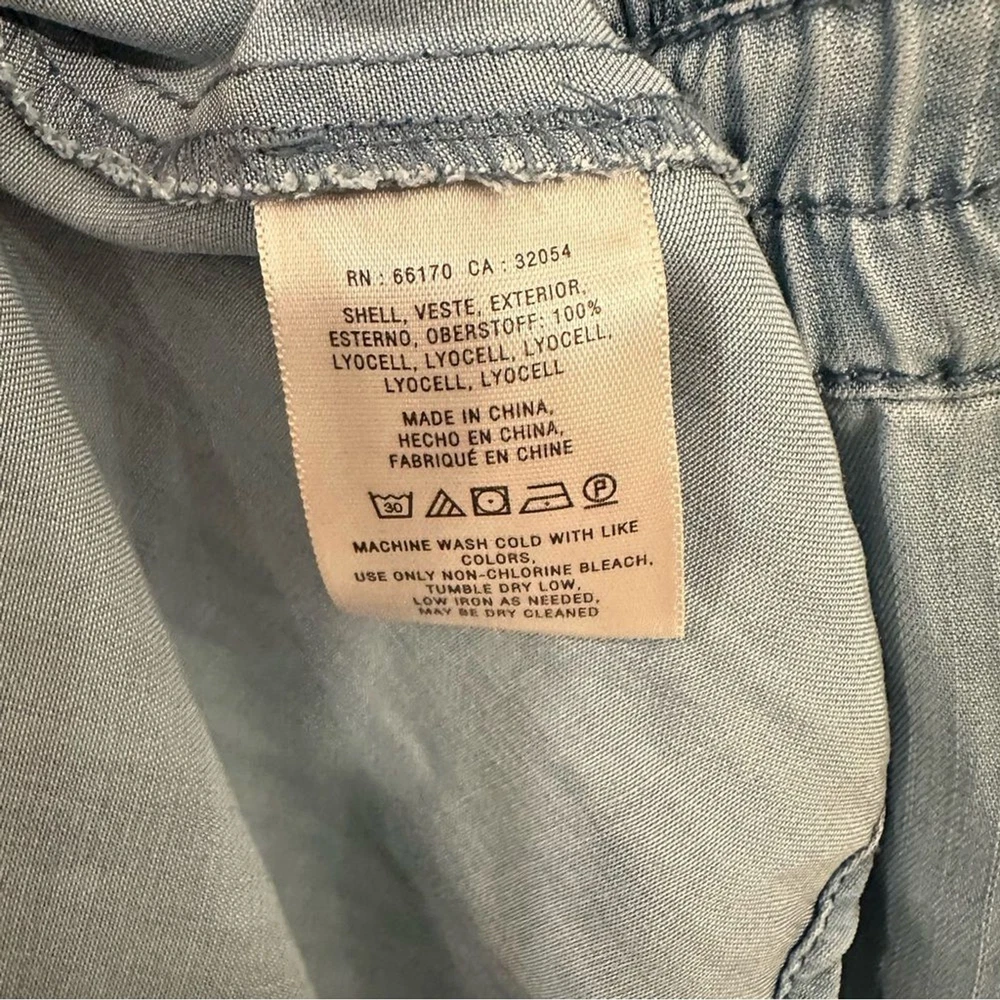 RN : 66170 CA : 32054
SHELL, VESTE, EXTERIOR,
ESTERNO, OBERSTOFF: 100%
LYOCELL, LYOCELL, LYOCELL,
LYOCELL, LYOCELL
MADE IN CHINA,
HECHO EN CHINA,
FABRIQUÉ EN CHINE
30 P
MACHINE WASH COLD WITH LIKE
COLORS,
USE ONLY NON-CHLORINE BLEACH,
TUMBLE DRY LOW,
LOW IRON AS NEEDED,
MAY BE DRY CLEANED